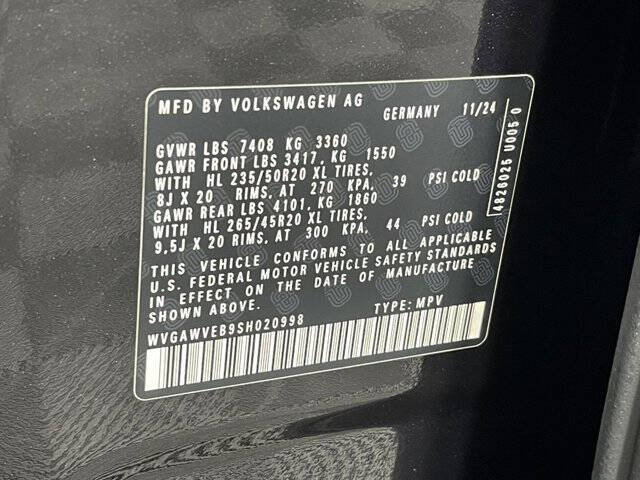 MFD BY VOLKSWAGEN AG GERMANY 11/24
GVWR LBS 7408 KG 3360
GAWR FRONT LBS 3417, KG 1550
WITH HL 235/50R20 XL TIRES,
8J X 20 RIMS, AT 270 KPA, 39 PSI COLD
GAWR REAR LBS 4101, KG 1860
WITH HL 265/45R20 XL TIRES,
9,5J X 20 RIMS, AT 300 KPA, 44 PSI COLD
THIS VEHICLE CONFORMS TO ALL APPLICABLE
U.S. FEDERAL MOTOR VEHICLE SAFETY STANDARDS
IN EFFECT ON THE DATE OF MANUFACTURE
SHOWN ABOVE.
WVGAWVEB9SH020998 TYPE: MPV
4826025 U005 0